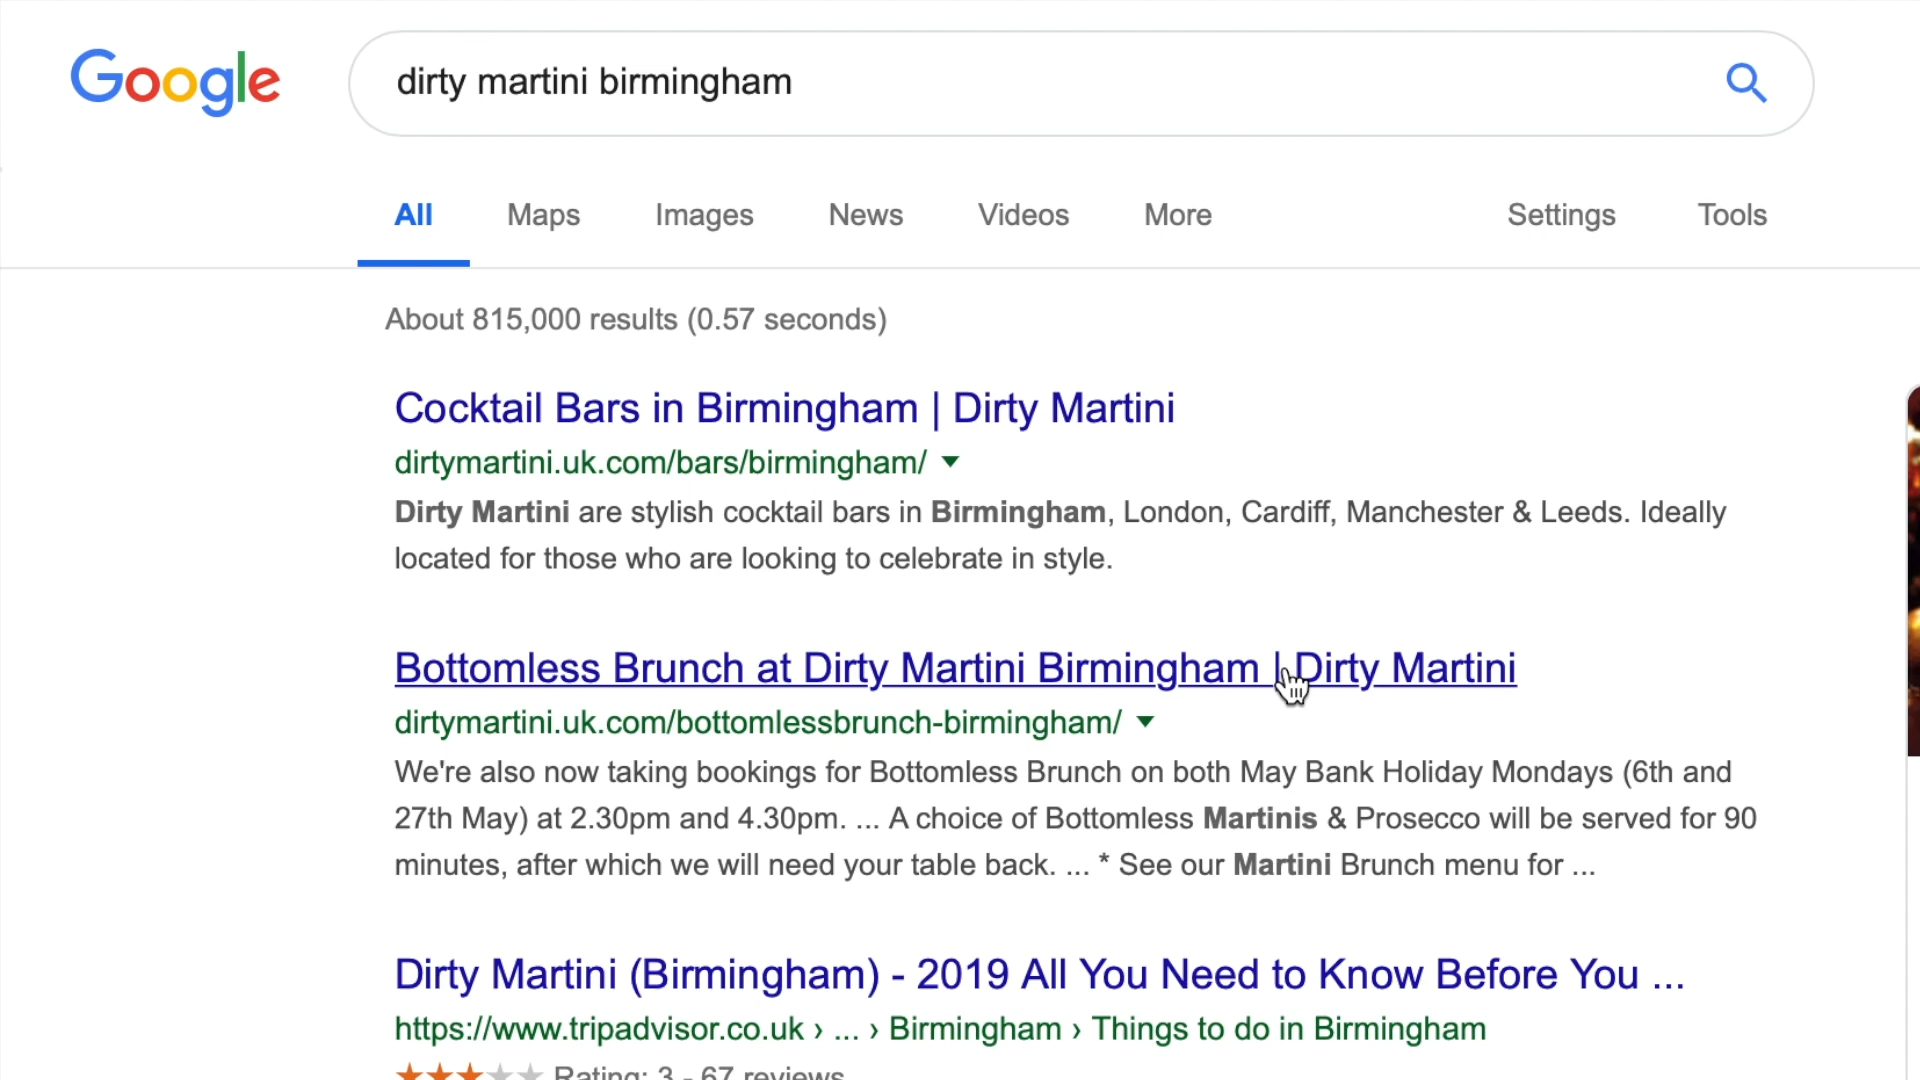 Google
dirty martini birmingham
All Maps Images News Videos More Settings Tools
About 815,000 results (0.57 seconds)
Cocktail Bars in Birmingham | Dirty Martini
dirtymartini.uk.com/bars/birmingham/
Dirty Martini are stylish cocktail bars in Birmingham, London, Cardiff, Manchester & Leeds. Ideally
located for those who are looking to celebrate in style.
Bottomless Brunch at Dirty Martini Birmingham | Dirty Martini
dirtymartini.uk.com/bottomlessbrunch-birmingham/
We're also now taking bookings for Bottomless Brunch on both May Bank Holiday Mondays (6th and
27th May) at 2.30pm and 4.30pm. ... A choice of Bottomless Martinis & Prosecco will be served for 90
minutes, after which we will need your table back. ... * See our Martini Brunch menu for ...
Dirty Martini (Birmingham) - 2019 All You Need to Know Before You ...
https://www.tripadvisor.co.uk › ... › Birmingham › Things to do in Birmingham
Rating: 3 - 67 reviews